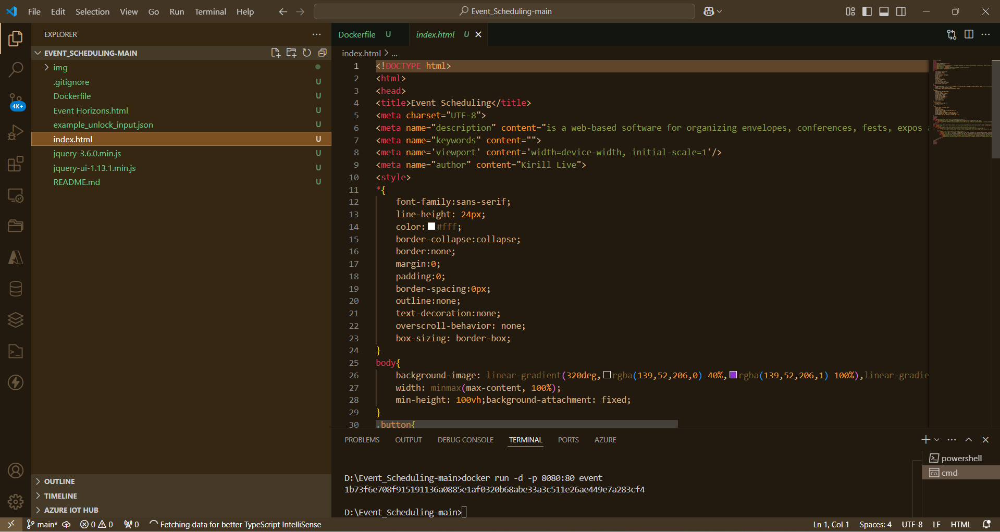 File Edit Selection View Go Run Terminal Help
Event_Scheduling-main
EXPLORER
EVENT_SCHEDULING-MAIN
img
.gitignore U
Dockerfile U
Event Horizons.html U
example_unlock_input.json U
index.html U
jquery-3.6.0.min.js U
jquery-ui-1.13.1.min.js U
README.md U
4K+
OUTLINE
TIMELINE
AZURE IOT HUB
Dockerfile U
index.html U
index.html > ...
1 <!DOCTYPE html>
2 <html>
3 <head>
4 <title>Event Scheduling</title>
5 <meta charset="UTF-8">
6 <meta name="description" content="is a web-based software for organizing envelopes, conferences, fests, expos
7 <meta name="keywords" content="">
8 <meta name='viewport' content='width=device-width, initial-scale=1'/>
9 <meta name="author" content="Kirill Live">
10 <style>
11 *{
12 font-family:sans-serif;
13 line-height: 24px;
14 color: #fff;
15 border-collapse:collapse;
16 border:none;
17 margin:0;
18 padding:0;
19 border-spacing:0px;
20 outline:none;
21 text-decoration:none;
22 overscroll-behavior: none;
23 box-sizing: border-box;
24 }
25 body{
26 background-image: linear-gradient(320deg, rgba(139,52,206,0) 40%, rgba(139,52,206,1) 100%),linear-gradie
27 width: minmax(max-content, 100%);
28 min-height: 100vh;background-attachment: fixed;
29 }
30 .button{
PROBLEMS OUTPUT DEBUG CONSOLE TERMINAL PORTS AZURE
powershell
cmd
D:\Event_Scheduling-main>docker run -d -p 8080:80 event
1b73f6e708f915191136a0885e1af0320b68abe33a3c511e26ae449e7a283cf4
D:\Event_Scheduling-main>
main* 0 0 0 Fetching data for better TypeScript IntelliSense
Ln 1, Col 1 Spaces: 4 UTF-8 LF HTML